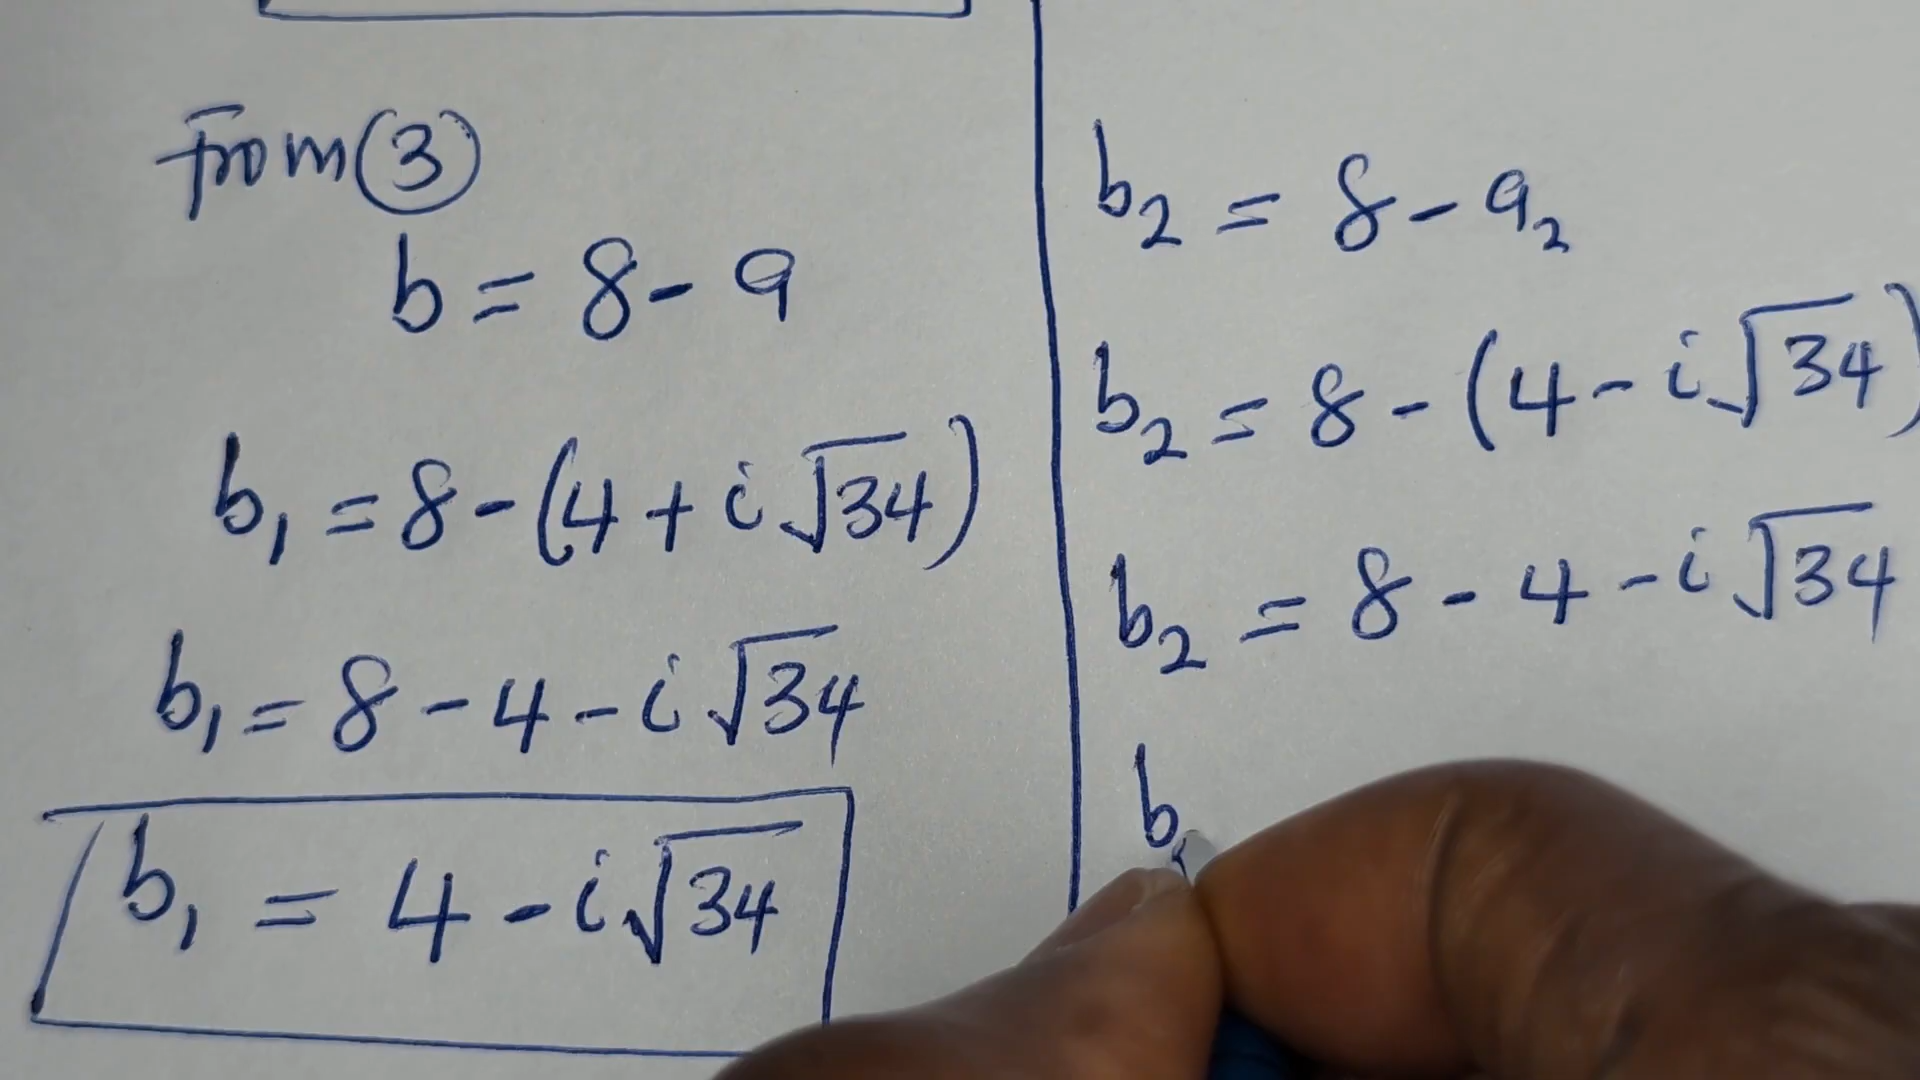 From (3)
b = 8 - a
b₁ = 8 - (4 + i√34)
b₁ = 8 - 4 - i√34
b₁ = 4 - i√34
b₂ = 8 - a₂
b₂ = 8 - (4 - i√34)
b₂ = 8 - 4 - i√34
b